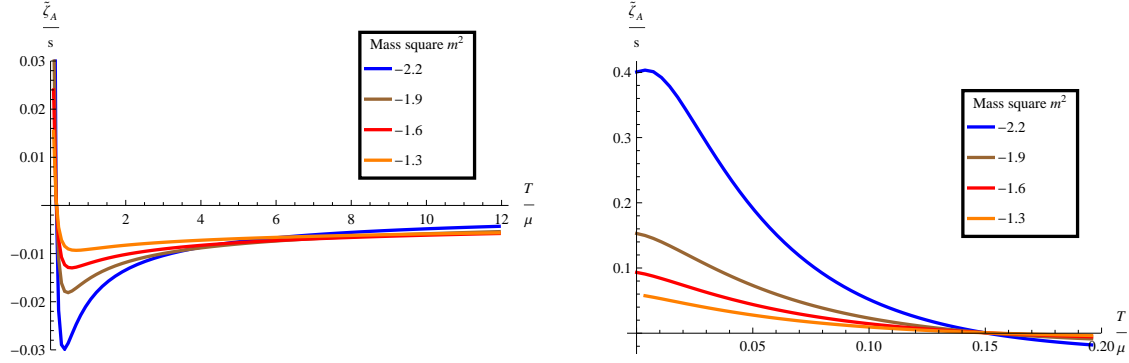 ζ̃_A
s
0.03
0.02
0.01
-0.01
-0.02
-0.03
2
4
6
8
10
12
T
μ
Mass square m²
-2.2
-1.9
-1.6
-1.3
ζ̃_A
s
0.4
0.3
0.2
0.1
0.05
0.10
0.15
0.20
T
μ
Mass square m²
-2.2
-1.9
-1.6
-1.3